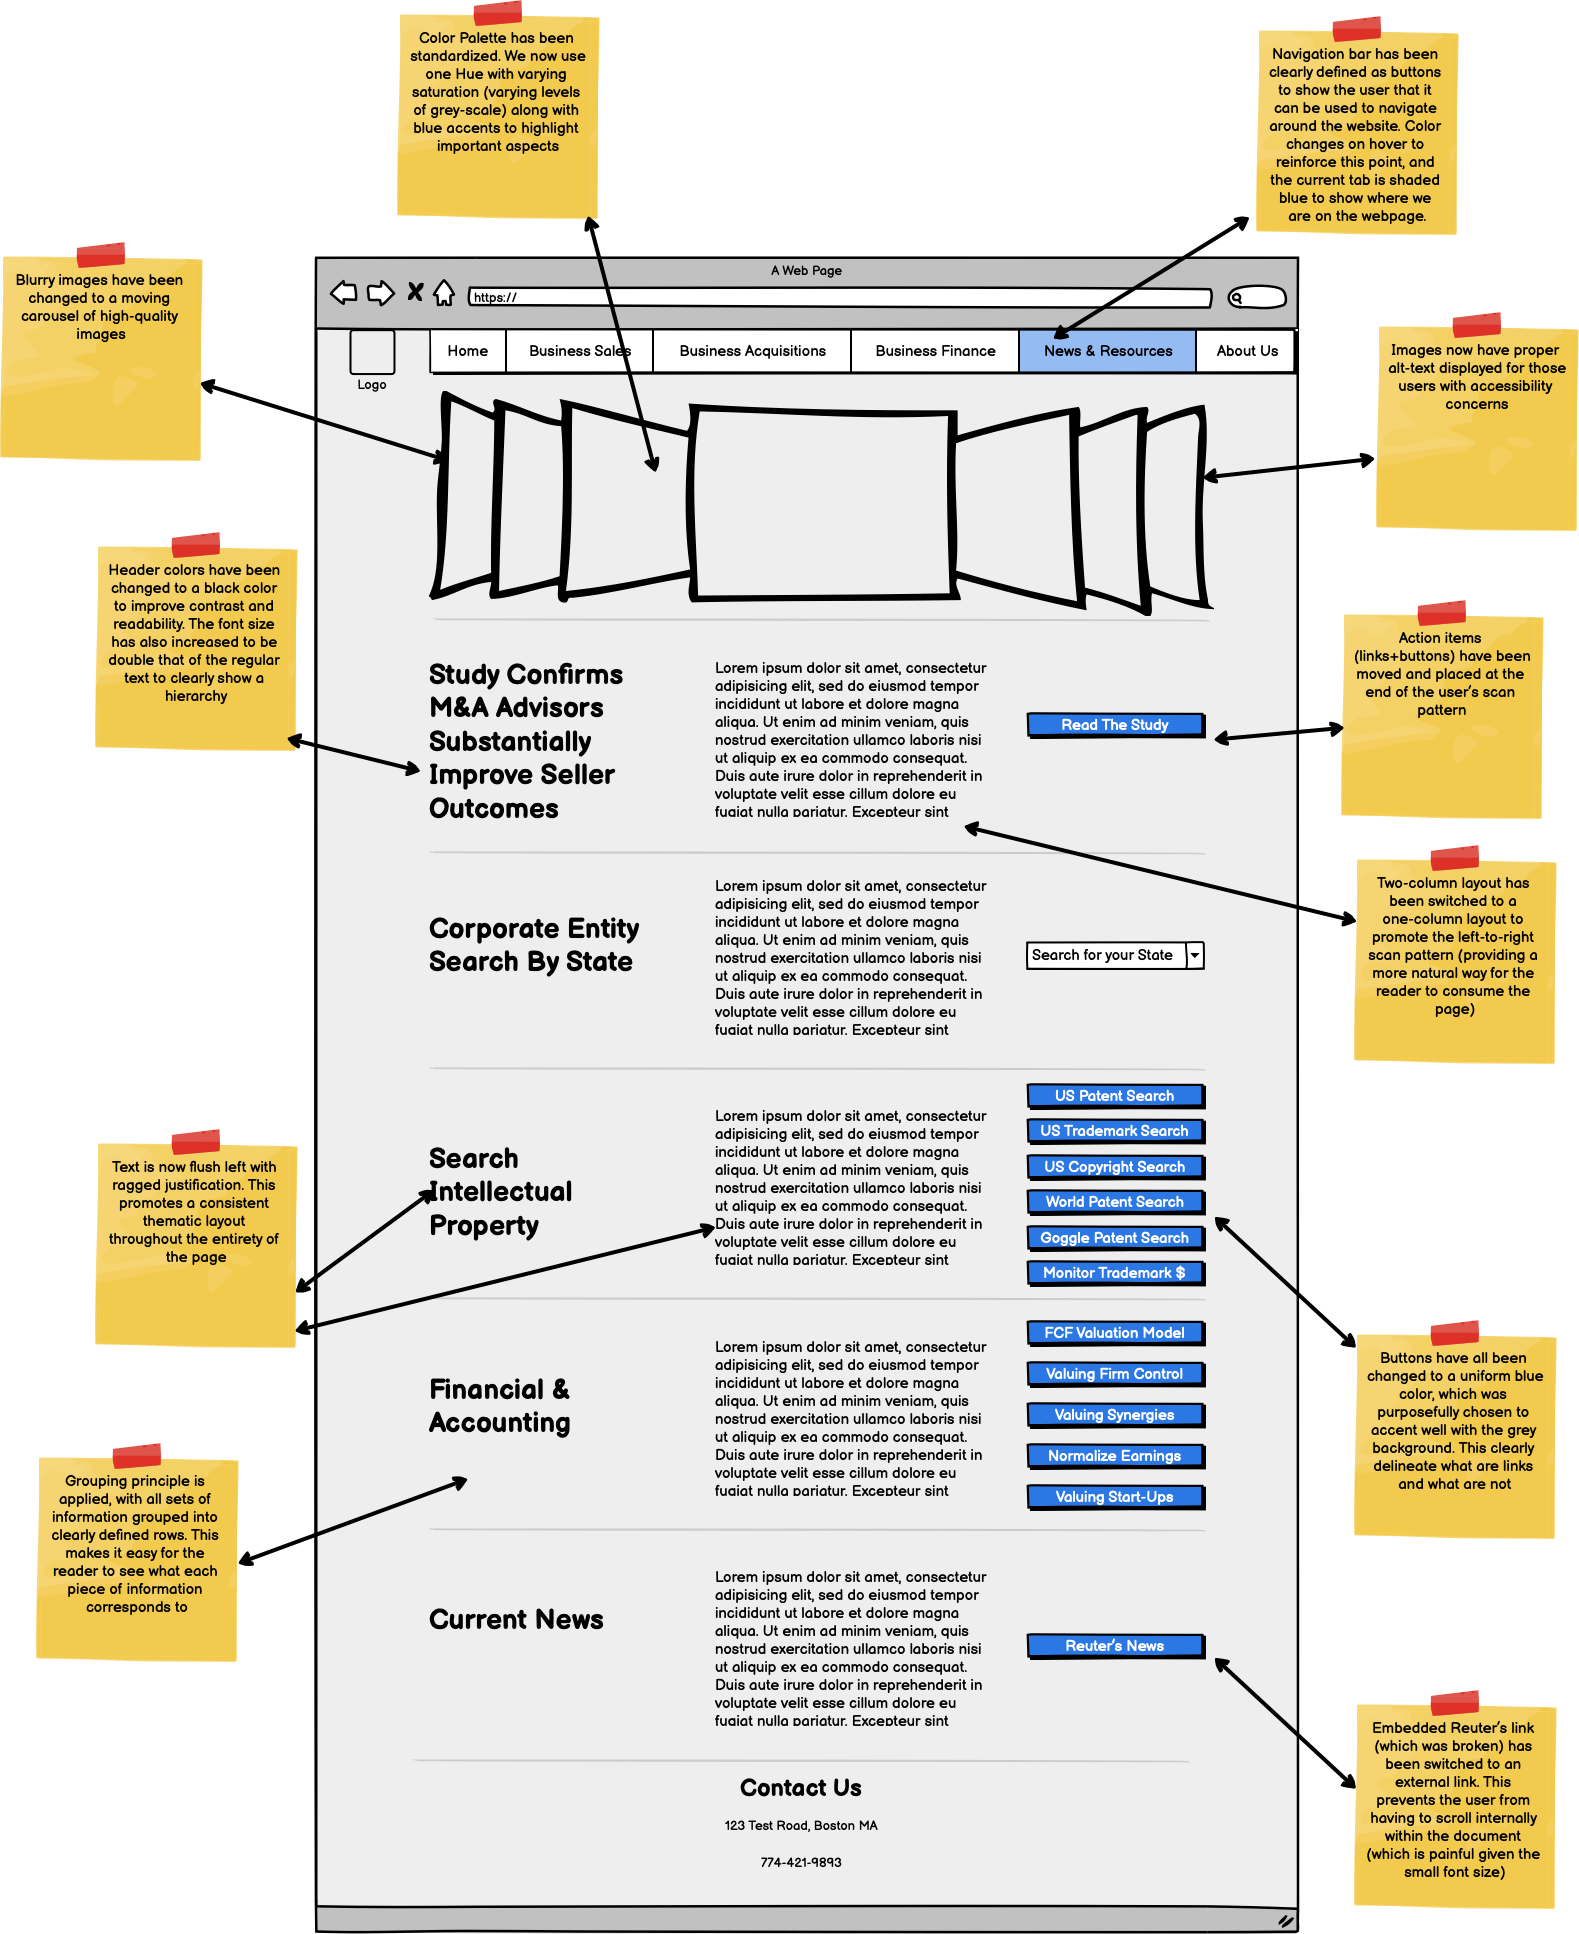 Color Palette has been
standardized. We now use
one Hue with varying
saturation (varying levels
of grey-scale) along with
blue accents to highlight
important aspects
Navigation bar has been
clearly defined as buttons
to show the user that it
can be used to navigate
around the website. Color
changes on hover to
reinforce this point, and
the current tab is shaded
blue to show where we
are on the webpage.
Blurry images have been
changed to a moving
carousel of high-quality
images
A Web Page
https://
Logo
Home
Business Sales
Business Acquisitions
Business Finance
News & Resources
About Us
Images now have proper
alt-text displayed for those
users with accessibility
concerns
Header colors have been
changed to a black color
to improve contrast and
readability. The font size
has also increased to be
double that of the regular
text to clearly show a
hierarchy
Study Confirms
M&A Advisors
Substantially
Improve Seller
Outcomes
Lorem ipsum dolor sit amet, consectetur
adipisicing elit, sed do eiusmod tempor
incididunt ut labore et dolore magna
aliqua. Ut enim ad minim veniam, quis
nostrud exercitation ullamco laboris nisi
ut aliquip ex ea commodo consequat.
Duis aute irure dolor in reprehenderit in
voluptate velit esse cillum dolore eu
fugiat nulla pariatur. Excepteur sint
Read The Study
Action items
(links+buttons) have been
moved and placed at the
end of the user's scan
pattern
Two-column layout has
been switched to a
one-column layout to
promote the left-to-right
scan pattern (providing a
more natural way for the
reader to consume the
page)
Corporate Entity
Search By State
Lorem ipsum dolor sit amet, consectetur
adipisicing elit, sed do eiusmod tempor
incididunt ut labore et dolore magna
aliqua. Ut enim ad minim veniam, quis
nostrud exercitation ullamco laboris nisi
ut aliquip ex ea commodo consequat.
Duis aute irure dolor in reprehenderit in
voluptate velit esse cillum dolore eu
fugiat nulla pariatur. Excepteur sint
Search for your State
Text is now flush left with
ragged justification. This
promotes a consistent
thematic layout
throughout the entirety of
the page
Search
Intellectual
Property
Lorem ipsum dolor sit amet, consectetur
adipisicing elit, sed do eiusmod tempor
incididunt ut labore et dolore magna
aliqua. Ut enim ad minim veniam, quis
nostrud exercitation ullamco laboris nisi
ut aliquip ex ea commodo consequat.
Duis aute irure dolor in reprehenderit in
voluptate velit esse cillum dolore eu
fugiat nulla pariatur. Excepteur sint
US Patent Search
US Trademark Search
US Copyright Search
World Patent Search
Goggle Patent Search
Monitor Trademark $
Buttons have all been
changed to a uniform blue
color, which was
purposefully chosen to
accent well with the grey
background. This clearly
delineate what are links
and what are not
Financial &
Accounting
Lorem ipsum dolor sit amet, consectetur
adipisicing elit, sed do eiusmod tempor
incididunt ut labore et dolore magna
aliqua. Ut enim ad minim veniam, quis
nostrud exercitation ullamco laboris nisi
ut aliquip ex ea commodo consequat.
Duis aute irure dolor in reprehenderit in
voluptate velit esse cillum dolore eu
fugiat nulla pariatur. Excepteur sint
FCF Valuation Model
Valuing Firm Control
Valuing Synergies
Normalize Earnings
Valuing Start-Ups
Grouping principle is
applied, with all sets of
information grouped into
clearly defined rows. This
makes it easy for the
reader to see what each
piece of information
corresponds to
Current News
Lorem ipsum dolor sit amet, consectetur
adipisicing elit, sed do eiusmod tempor
incididunt ut labore et dolore magna
aliqua. Ut enim ad minim veniam, quis
nostrud exercitation ullamco laboris nisi
ut aliquip ex ea commodo consequat.
Duis aute irure dolor in reprehenderit in
voluptate velit esse cillum dolore eu
fugiat nulla pariatur. Excepteur sint
Reuter's News
Embedded Reuter's link
(which was broken) has
been switched to an
external link. This
prevents the user from
having to scroll internally
within the document
(which is painful given the
small font size)
Contact Us
123 Test Road, Boston MA
774-421-9893